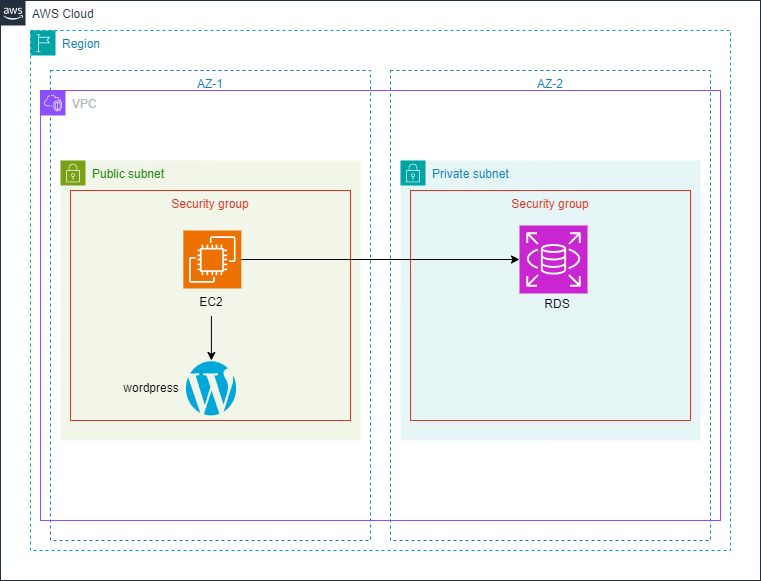 aws
AWS Cloud
Region
AZ-1
AZ-2
VPC
Public subnet
Private subnet
Security group
Security group
EC2
RDS
wordpress